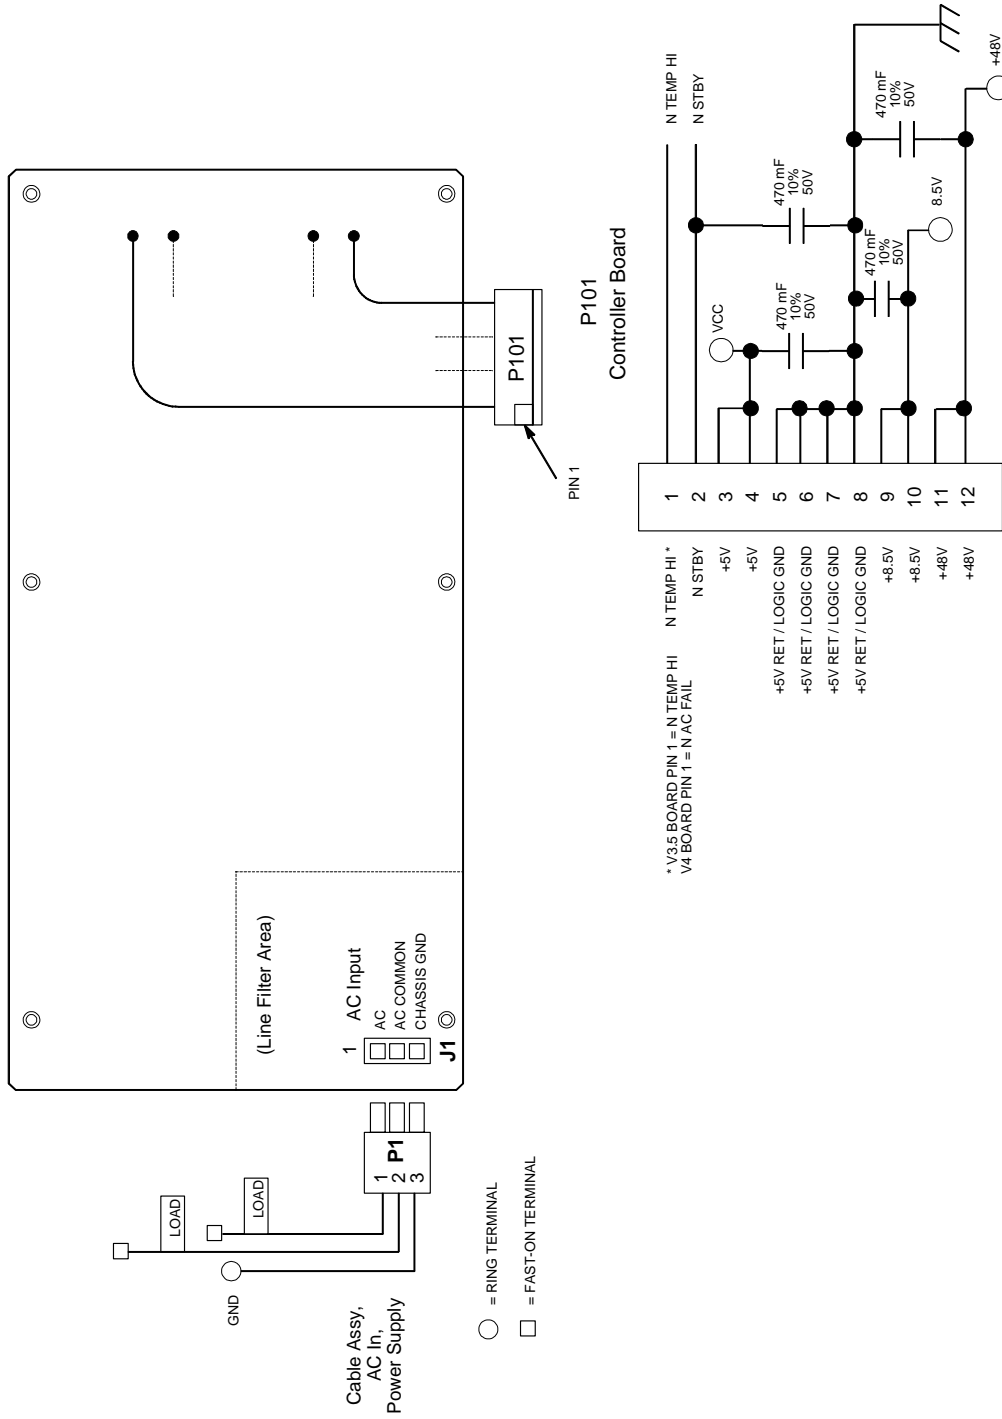 Cable Assy,
AC In,
Power Supply
GND
LOAD
LOAD
1
2
3
P1
= RING TERMINAL
= FAST-ON TERMINAL
(Line Filter Area)
1
AC Input
AC
AC COMMON
CHASSIS GND
J1
P101
PIN 1
P101
Controller Board
* V3.5 BOARD PIN 1 = N TEMP HI
V4 BOARD PIN 1 = N AC FAIL
N TEMP HI *
N STBY
+5V
+5V
+5V RET / LOGIC GND
+5V RET / LOGIC GND
+5V RET / LOGIC GND
+5V RET / LOGIC GND
+8.5V
+8.5V
+48V
+48V
1
2
3
4
5
6
7
8
9
10
11
12
N TEMP HI
N STBY
VCC
470 mF
10%
50V
470 mF
10%
50V
470 mF
10%
50V
8.5V
470 mF
10%
50V
+48V